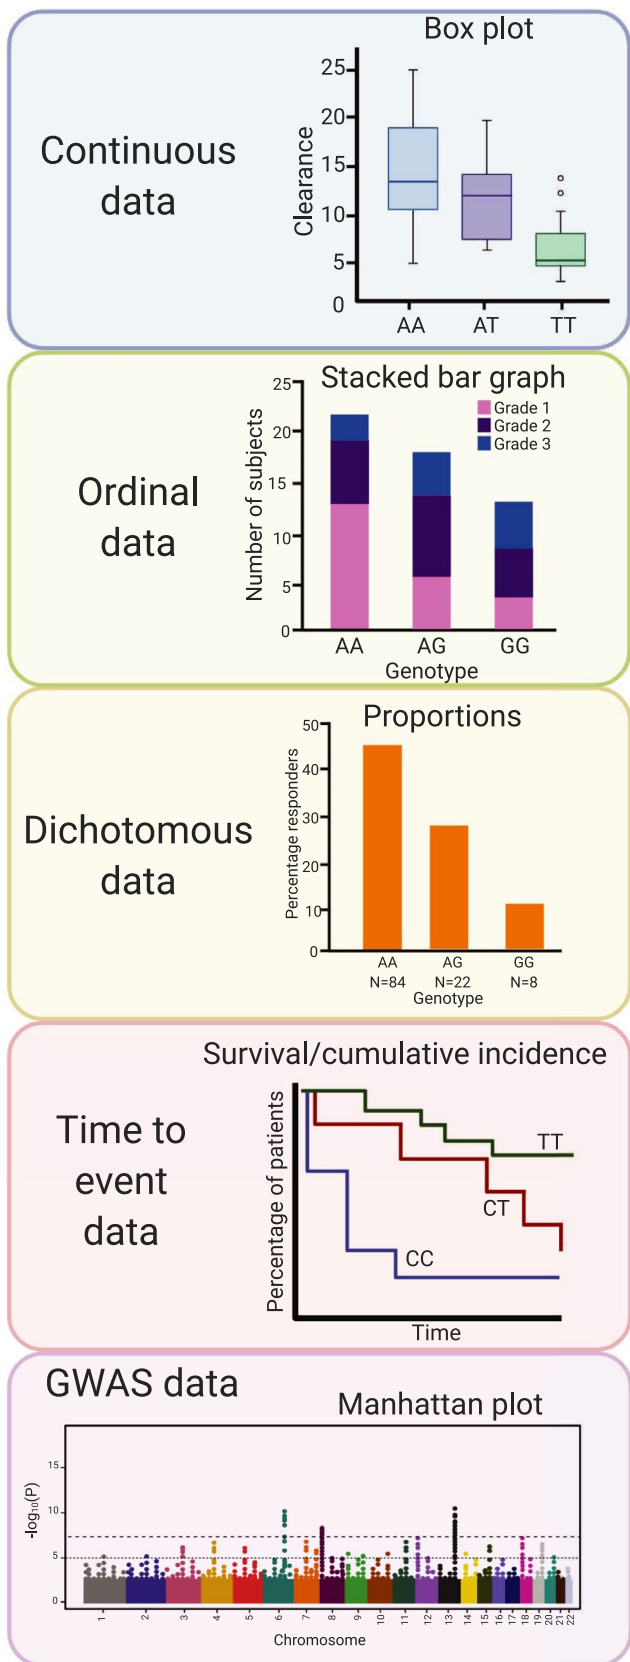 Box plot
Continuous
data
Clearance
25
20
15
10
5
0
AA AT TT
Stacked bar graph
Ordinal
data
Number of subjects
25
20
15
10
5
0
Grade 1
Grade 2
Grade 3
AA AG GG
Genotype
Proportions
Dichotomous
data
Percentage responders
50
40
30
20
10
0
AA AG GG
N=84 N=22 N=8
Genotype
Survival/cumulative incidence
Time to
event
data
Percentage of patients
TT
CT
CC
Time
GWAS data
Manhattan plot
-log₁₀(P)
15
10
5
0
1 2 3 4 5 6 7 8 9 10 11 12 13 14 15 16 17 18 19 20 21 22
Chromosome